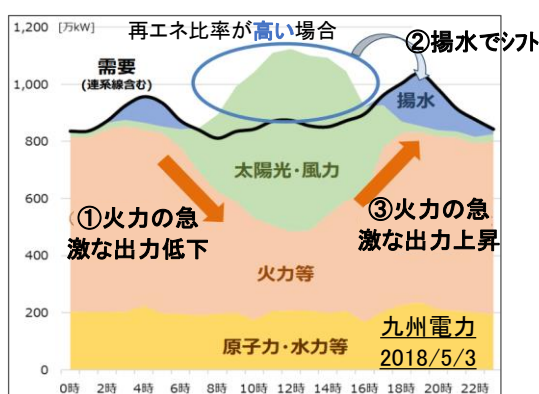 1,200 [万kW]
再エネ比率が高い場合
②揚水でシフト
需要
(連系線含む)
1,000
揚水
800
太陽光・風力
600
①火力の急
激な出力低下
③火力の急
激な出力上昇
400
火力等
200
原子力・水力等
九州電力
2018/5/3
0
0時 2時 4時 6時 8時 10時 12時 14時 16時 18時 20時 22時